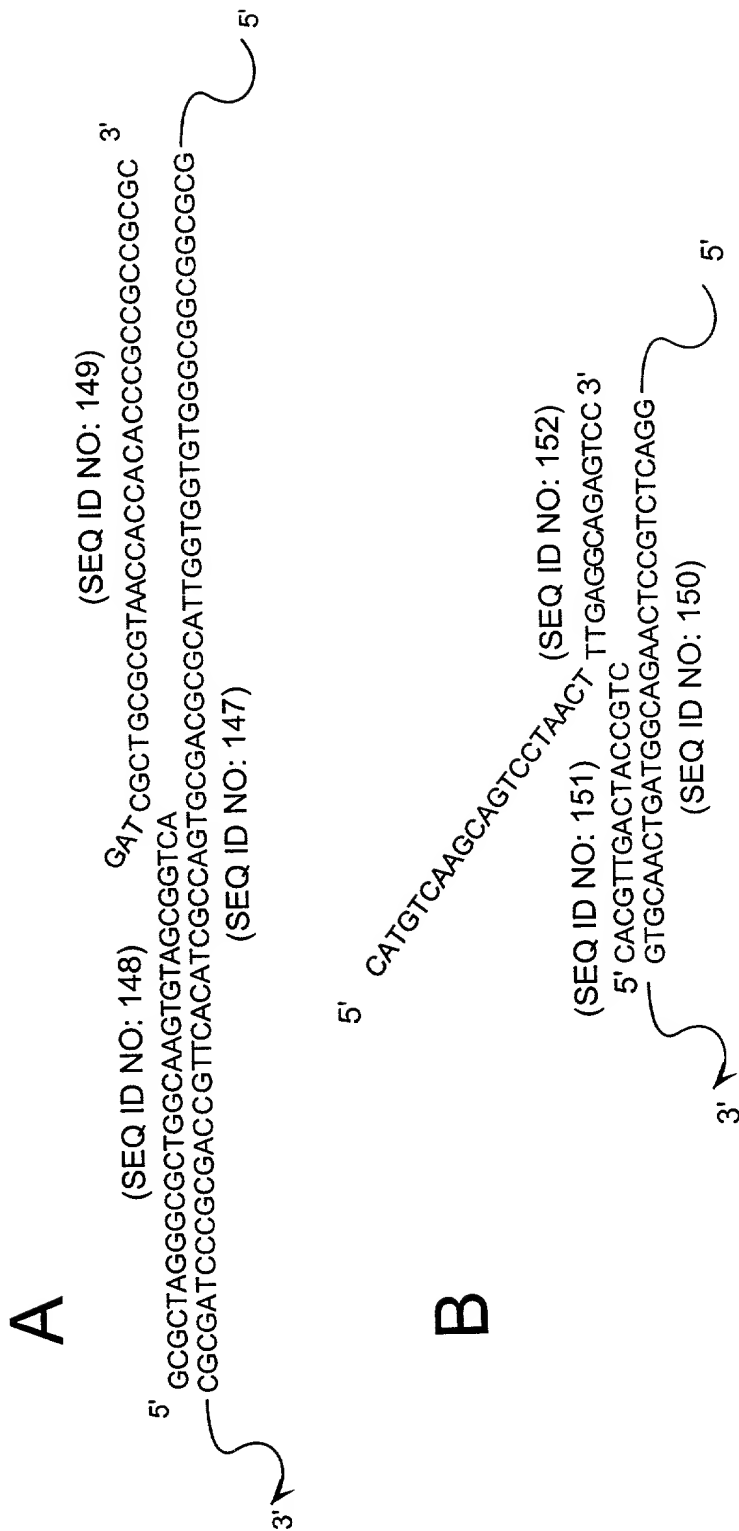 A
(SEQ ID NO: 148)
(SEQ ID NO: 149)
GAT
5' GCGCTAGGGCGCTGGCAAGTGTAGCGGTCA
CGCTGCGCGTAACCACCACACCCGCCGCGC 3'
CGCGATCCCGCGACCGTTCACATCGCCAGTGCGACGCGCATTGGTGGTGTGGGCGGCGCG
3'
5'
(SEQ ID NO: 147)
B
5' CATGTCAAGCAGTCCTAACT
(SEQ ID NO: 152)
TTGAGGCAGAGTCC 3'
(SEQ ID NO: 151)
5' CACGTTGACTACCGTC
GTGCAACTGATGGCAGAACTCCGTCTCAGG
3'
5'
(SEQ ID NO: 150)